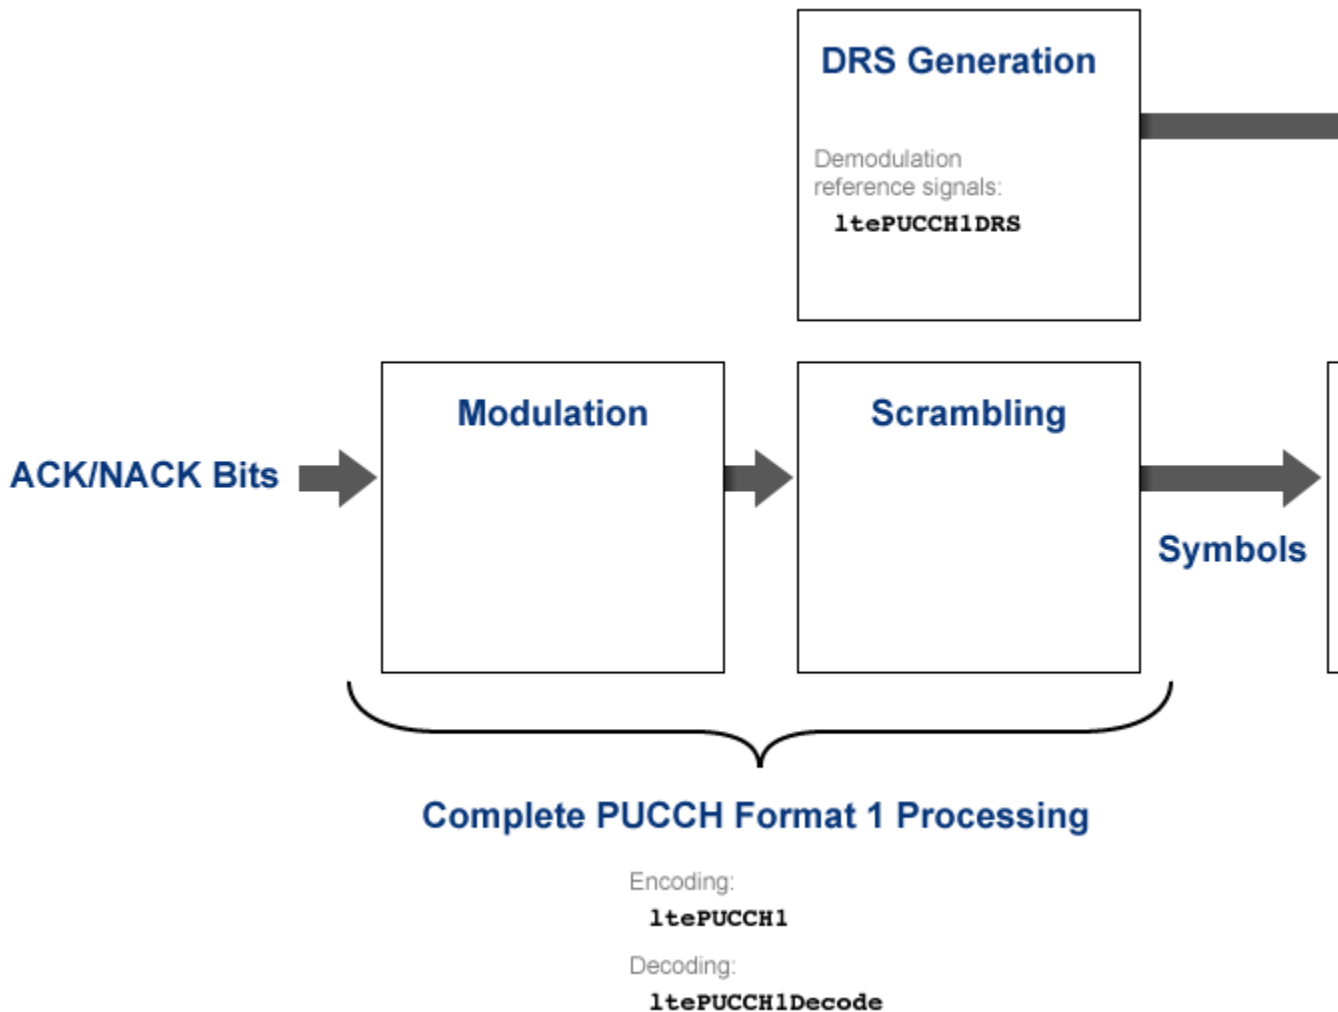 DRS Generation
Demodulation
reference signals:
ltePUCCH1DRS
Modulation
Scrambling
ACK/NACK Bits
Symbols
Complete PUCCH Format 1 Processing
Encoding:
ltePUCCH1
Decoding:
ltePUCCH1Decode